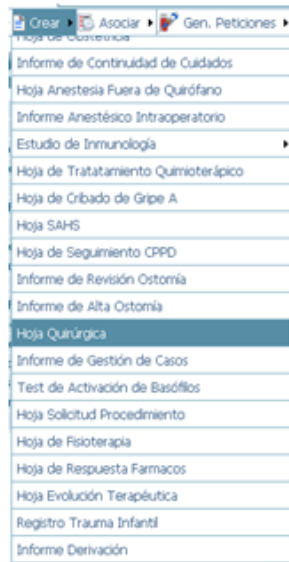 Crear Asociar Gen. Peticiones
Hoja de Obstetricia
Informe de Continuidad de Cuidados
Hoja Anestesia Fuera de Quirófano
Informe Anestésico Intraoperatorio
Estudio de Inmunología
Hoja de Tratatamiento Quimioterápico
Hoja de Cribado de Gripe A
Hoja SAHS
Hoja de Seguimiento CPPD
Informe de Revisión Ostomía
Informe de Alta Ostomía
Hoja Quirúrgica
Informe de Gestión de Casos
Test de Activación de Basófilos
Hoja Solicitud Procedimiento
Hoja de Fisioterapia
Hoja de Respuesta Farmacos
Hoja Evolución Terapéutica
Registro Trauma Infantil
Informe Derivación